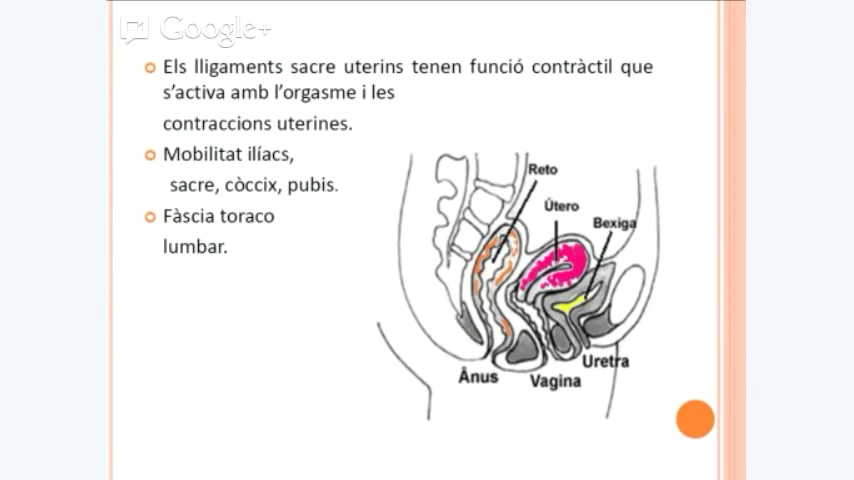 Google+
Els lligaments sacre uterins tenen funció contràctil que
s'activa amb l'orgasme i les
contraccions uterines.
Mobilitat ilíacs,
sacre, còccix, pubis.
Fàscia toraco
lumbar.
Reto
Útero
Bexiga
Uretra
Ânus
Vagina